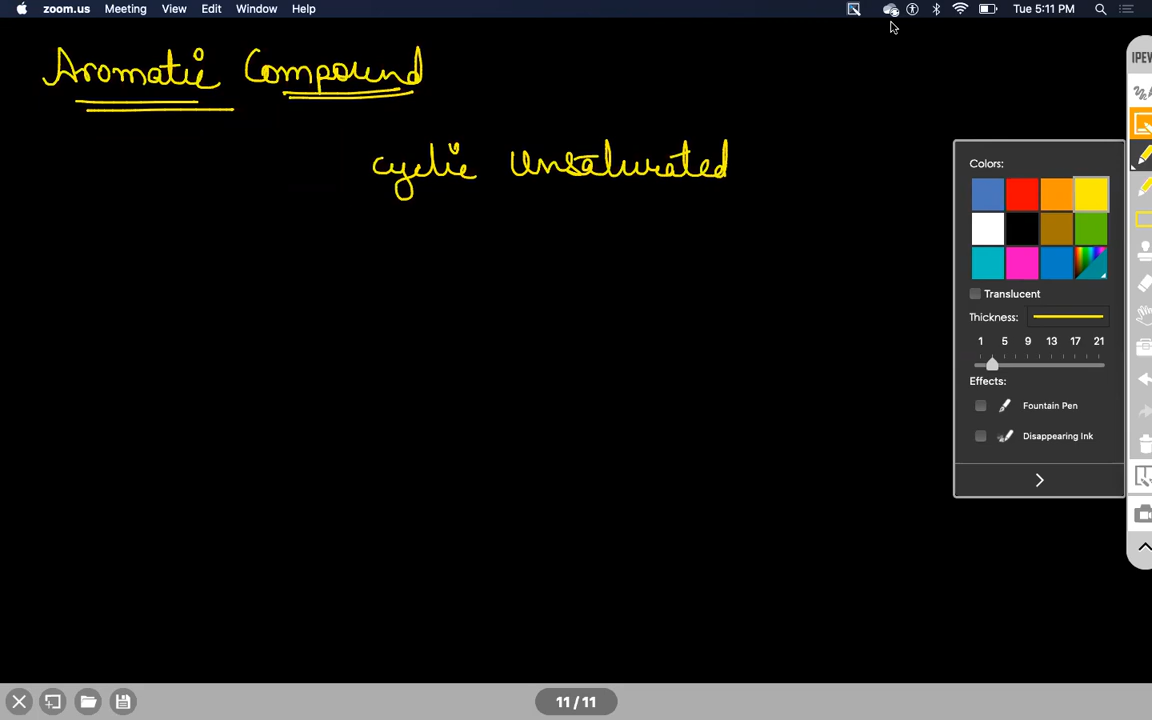 zoom.us Meeting View Edit Window Help Tue 5:11 PM
Aromatic Compound
cyclic Unsaturated
IPEV
Colors:
Translucent
Thickness:
1 5 9 13 17 21
Effects:
Fountain Pen
Disappearing Ink
11 / 11